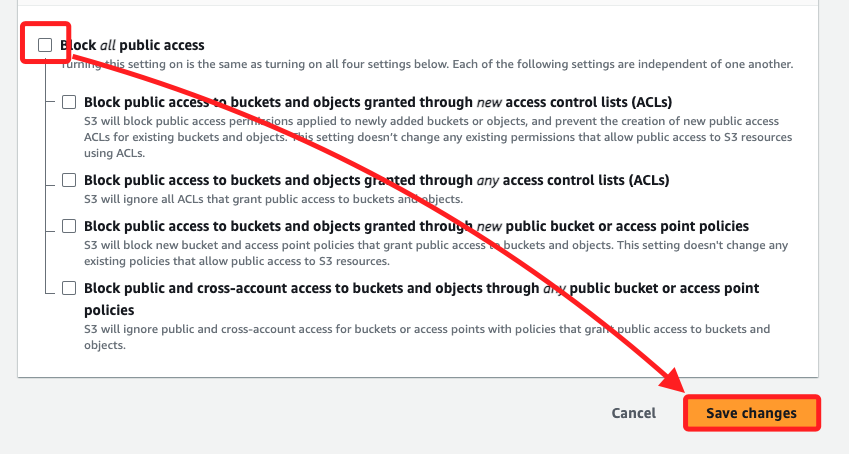 Block all public access
Turning this setting on is the same as turning on all four settings below. Each of the following settings are independent of one another.
Block public access to buckets and objects granted through new access control lists (ACLs)
S3 will block public access permissions applied to newly added buckets or objects, and prevent the creation of new public access
ACLs for existing buckets and objects. This setting doesn't change any existing permissions that allow public access to S3 resources
using ACLs.
Block public access to buckets and objects granted through any access control lists (ACLs)
S3 will ignore all ACLs that grant public access to buckets and objects.
Block public access to buckets and objects granted through new public bucket or access point policies
S3 will block new bucket and access point policies that grant public access to buckets and objects. This setting doesn't change any
existing policies that allow public access to S3 resources.
Block public and cross-account access to buckets and objects through any public bucket or access point
policies
S3 will ignore public and cross-account access for buckets or access points with policies that grant public access to buckets and
objects.
Cancel
Save changes